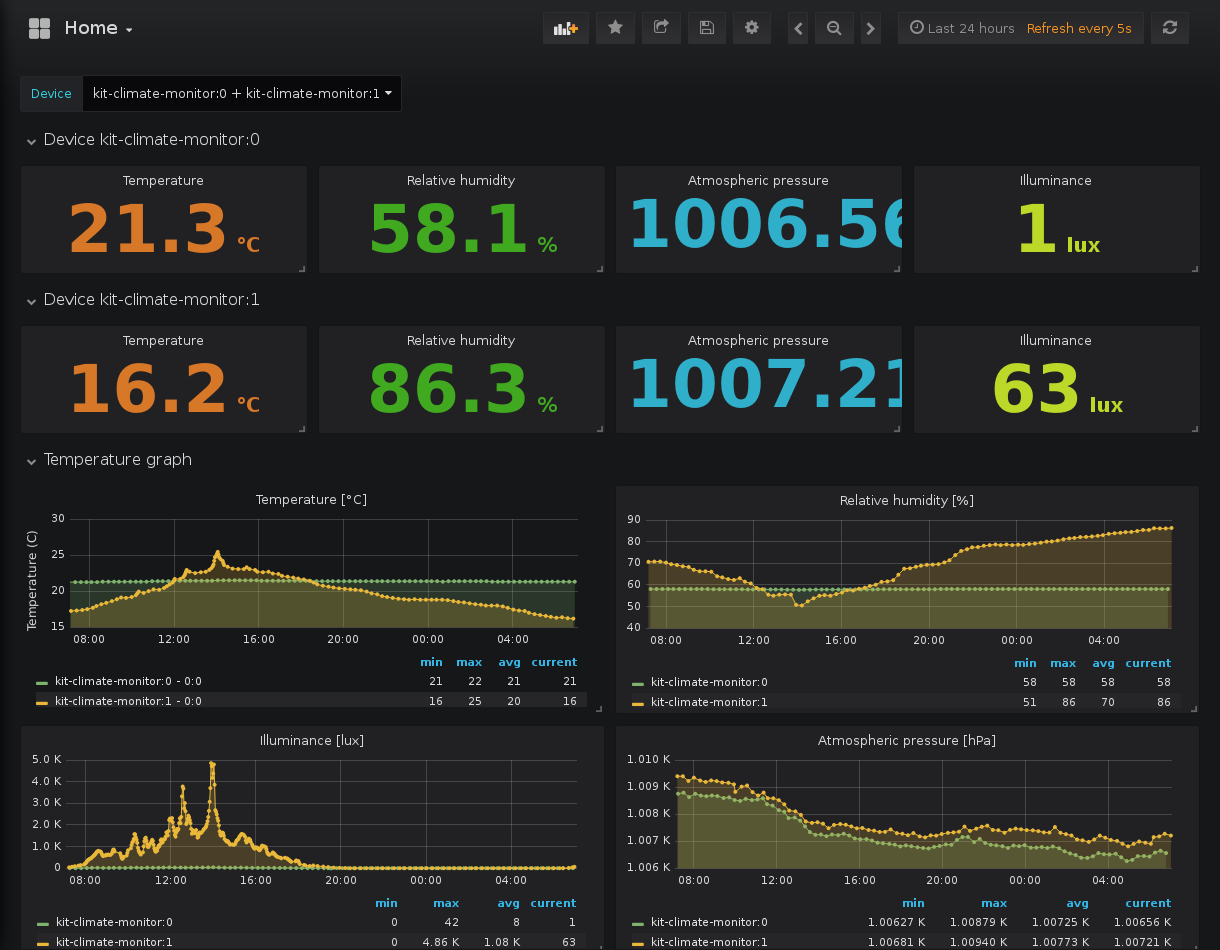 Home
Last 24 hours Refresh every 5s
Device kit-climate-monitor:0 + kit-climate-monitor:1
Device kit-climate-monitor:0
Temperature Relative humidity Atmospheric pressure Illuminance
21.3 °C 58.1 % 1006.56 1 lux
Device kit-climate-monitor:1
Temperature Relative humidity Atmospheric pressure Illuminance
16.2 °C 86.3 % 1007.21 63 lux
Temperature graph
Temperature [°C]
Temperature (C)
30
25
20
15
08:00 12:00 16:00 20:00 00:00 04:00
min max avg current
kit-climate-monitor:0 - 0:0 21 22 21 21
kit-climate-monitor:1 - 0:0 16 25 20 16
Relative humidity [%]
90
80
70
60
50
40
08:00 12:00 16:00 20:00 00:00 04:00
min max avg current
kit-climate-monitor:0 58 58 58 58
kit-climate-monitor:1 51 86 70 86
Illuminance [lux]
5.0 K
4.0 K
3.0 K
2.0 K
1.0 K
0
08:00 12:00 16:00 20:00 00:00 04:00
min max avg current
kit-climate-monitor:0 0 42 8 1
kit-climate-monitor:1 0 4.86 K 1.08 K 63
Atmospheric pressure [hPa]
1.010 K
1.009 K
1.008 K
1.007 K
1.006 K
08:00 12:00 16:00 20:00 00:00 04:00
min max avg current
kit-climate-monitor:0 1.00627 K 1.00879 K 1.00725 K 1.00656 K
kit-climate-monitor:1 1.00681 K 1.00940 K 1.00773 K 1.00721 K